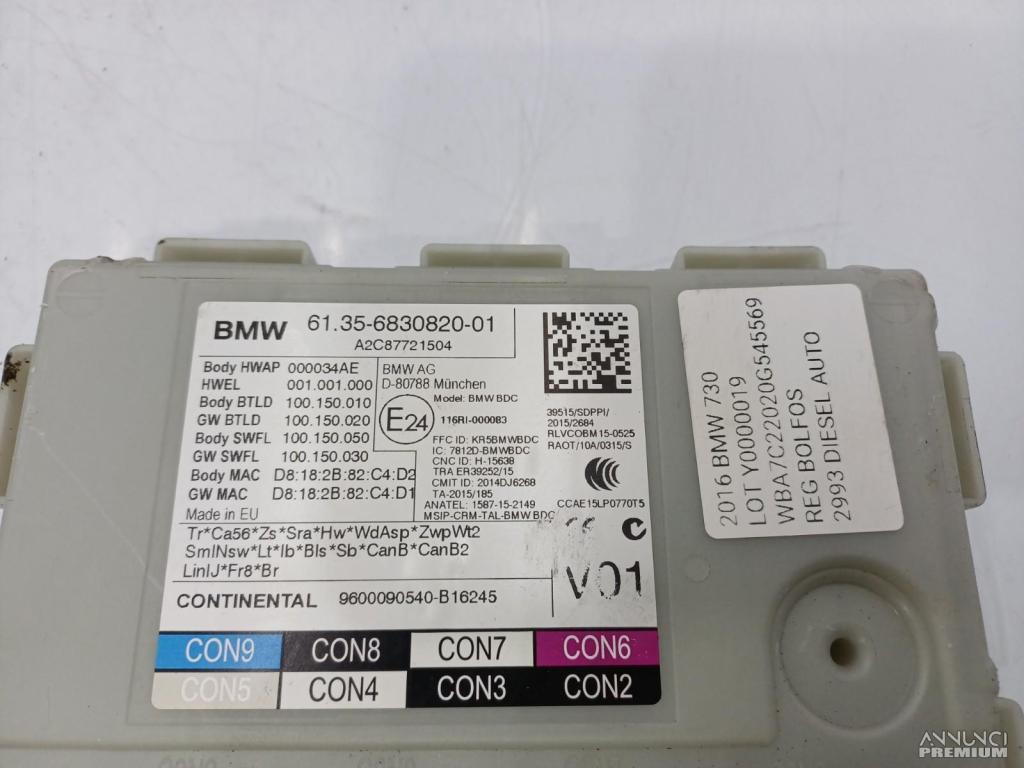 BMW 61.35-6830820-01
A2C87721504
Body HWAP 000034AE
HWEL 001.001.000
Body BTLD 100.150.010
GW BTLD 100.150.020
Body SWFL 100.150.050
GW SWFL 100.150.030
Body MAC D8:18:2B:82:C4:D2
GW MAC D8:18:2B:82:C4:D1
Made in EU
BMW AG
D-80788 München
Model: BMW BDC
E24
116RI-000083
FFC ID: KR5BMWBDC
IC: 7812D-BMWBDC
CNC ID: H-15638
TRA ER39252/15
CMIT ID: 2014DJ6268
TA-2015/185
ANATEL: 1587-15-2149
MSIP-CRM-TAL-BMW BDC
39515/SDPPI/
2015/2684
RLVCOBM15-0525
RAOT/10A/0315/S
CCAE15LP0770T5
Tr*Ca56*Zs*Sra*Hw*WdAsp*ZwpWt2
SmlNsw*Lt*Ib*Bls*Sb*CanB*CanB2
LinIJ*Fr8*Br
V01
CONTINENTAL 9600090540-B16245
CON9 CON8 CON7 CON6
CON5 CON4 CON3 CON2
2016 BMW 730
LOT Y0000019
WBA7C22020G545569
REG BOLFOS
2993 DIESEL AUTO
ANNUNCI
PREMIUM